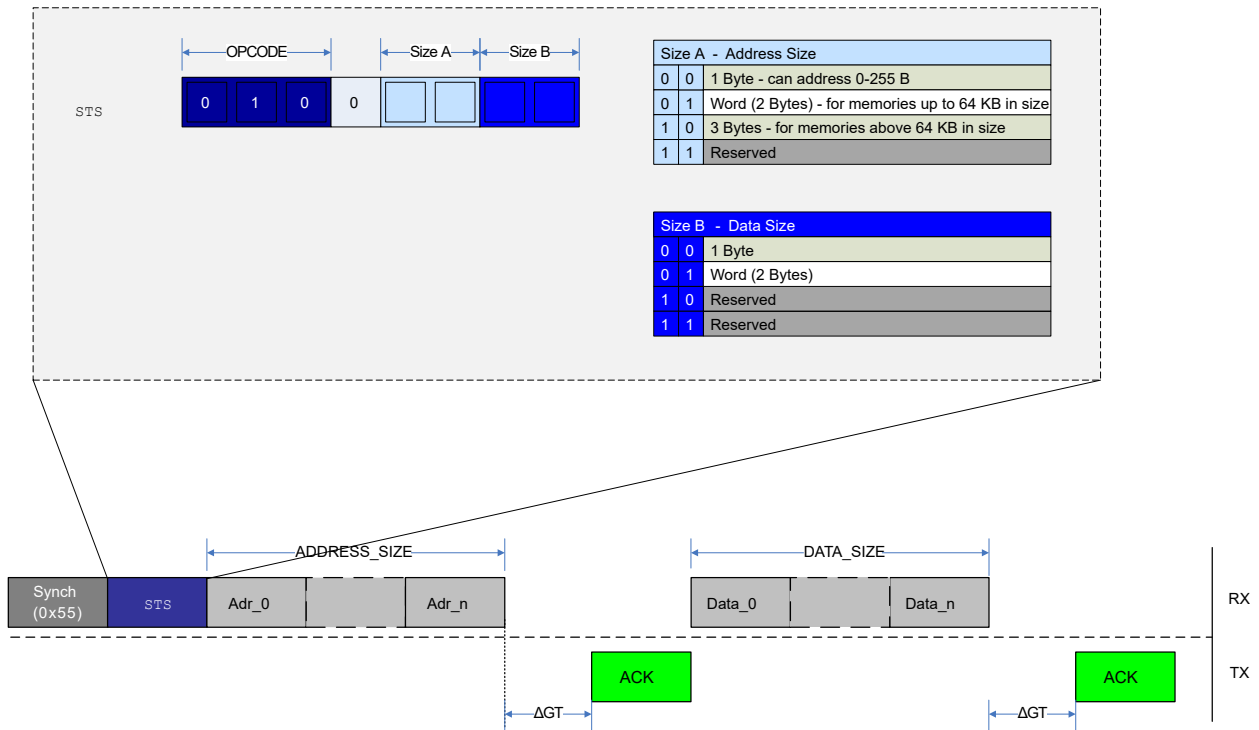 OPCODE
Size A
Size B
STS
0 1 0 0
Size A - Address Size
0 0 1 Byte - can address 0-255 B
0 1 Word (2 Bytes) - for memories up to 64 KB in size
1 0 3 Bytes - for memories above 64 KB in size
1 1 Reserved
Size B - Data Size
0 0 1 Byte
0 1 Word (2 Bytes)
1 0 Reserved
1 1 Reserved
ADDRESS_SIZE
DATA_SIZE
Synch
(0x55)
STS
Adr_0
Adr_n
Data_0
Data_n
RX
ACK
ACK
TX
ΔGT
ΔGT